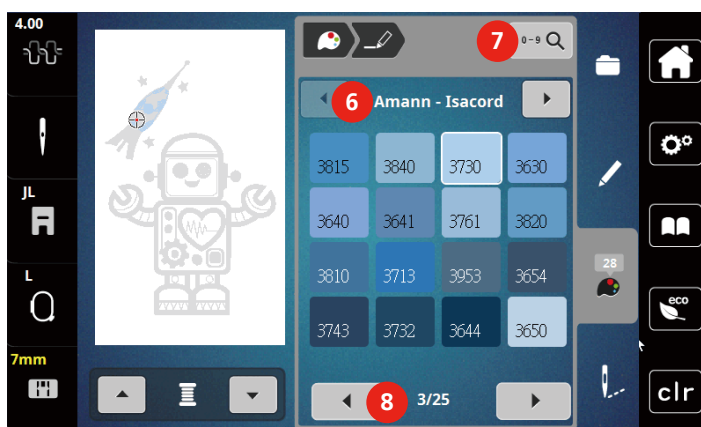 4.00
7
0-9
6
Amann - Isacord
3815 3840 3730 3630
JL
3640 3641 3761 3820
28
L
3810 3713 3953 3654
eco
3743 3732 3644 3650
7mm
8
3/25
clr